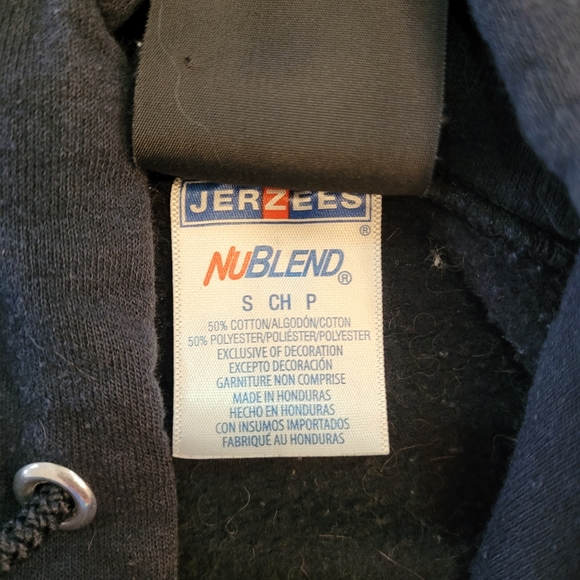 JERZEES
®
NUBLEND®
S CH P
50% COTTON/ALGODÓN/COTON
50% POLYESTER/POLIÉSTER/POLYESTER
EXCLUSIVE OF DECORATION
EXCEPTO DECORACIÓN
GARNITURE NON COMPRISE
MADE IN HONDURAS
HECHO EN HONDURAS
CON INSUMOS IMPORTADOS
FABRIQUÉ AU HONDURAS